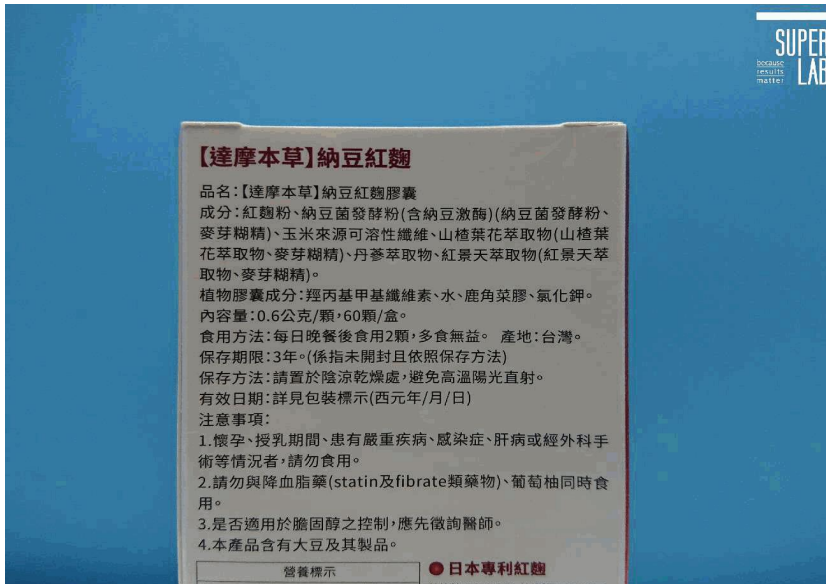 SUPER
LAB
because
results
matter
【達摩本草】納豆紅麴
品名:【達摩本草】納豆紅麴膠囊
成分:紅麴粉、納豆菌發酵粉(含納豆激酶)(納豆菌發酵粉、
麥芽糊精)、玉米來源可溶性纖維、山楂葉花萃取物(山楂葉
花萃取物、麥芽糊精)、丹蔘萃取物、紅景天萃取物(紅景天萃
取物、麥芽糊精)。
植物膠囊成分:羥丙基甲基纖維素、水、鹿角菜膠、氯化鉀。
內容量:0.6公克/顆,60顆/盒。
食用方法:每日晚餐後食用2顆,多食無益。 產地:台灣。
保存期限:3年。(係指未開封且依照保存方法)
保存方法:請置於陰涼乾燥處,避免高溫陽光直射。
有效日期:詳見包裝標示(西元年/月/日)
注意事項:
1.懷孕、授乳期間、患有嚴重疾病、感染症、肝病或經外科手
術等情況者,請勿食用。
2.請勿與降血脂藥(statin及fibrate類藥物)、葡萄柚同時食
用。
3.是否適用於膽固醇之控制,應先徵詢醫師。
4.本產品含有大豆及其製品。
營養標示
日本專利紅麴